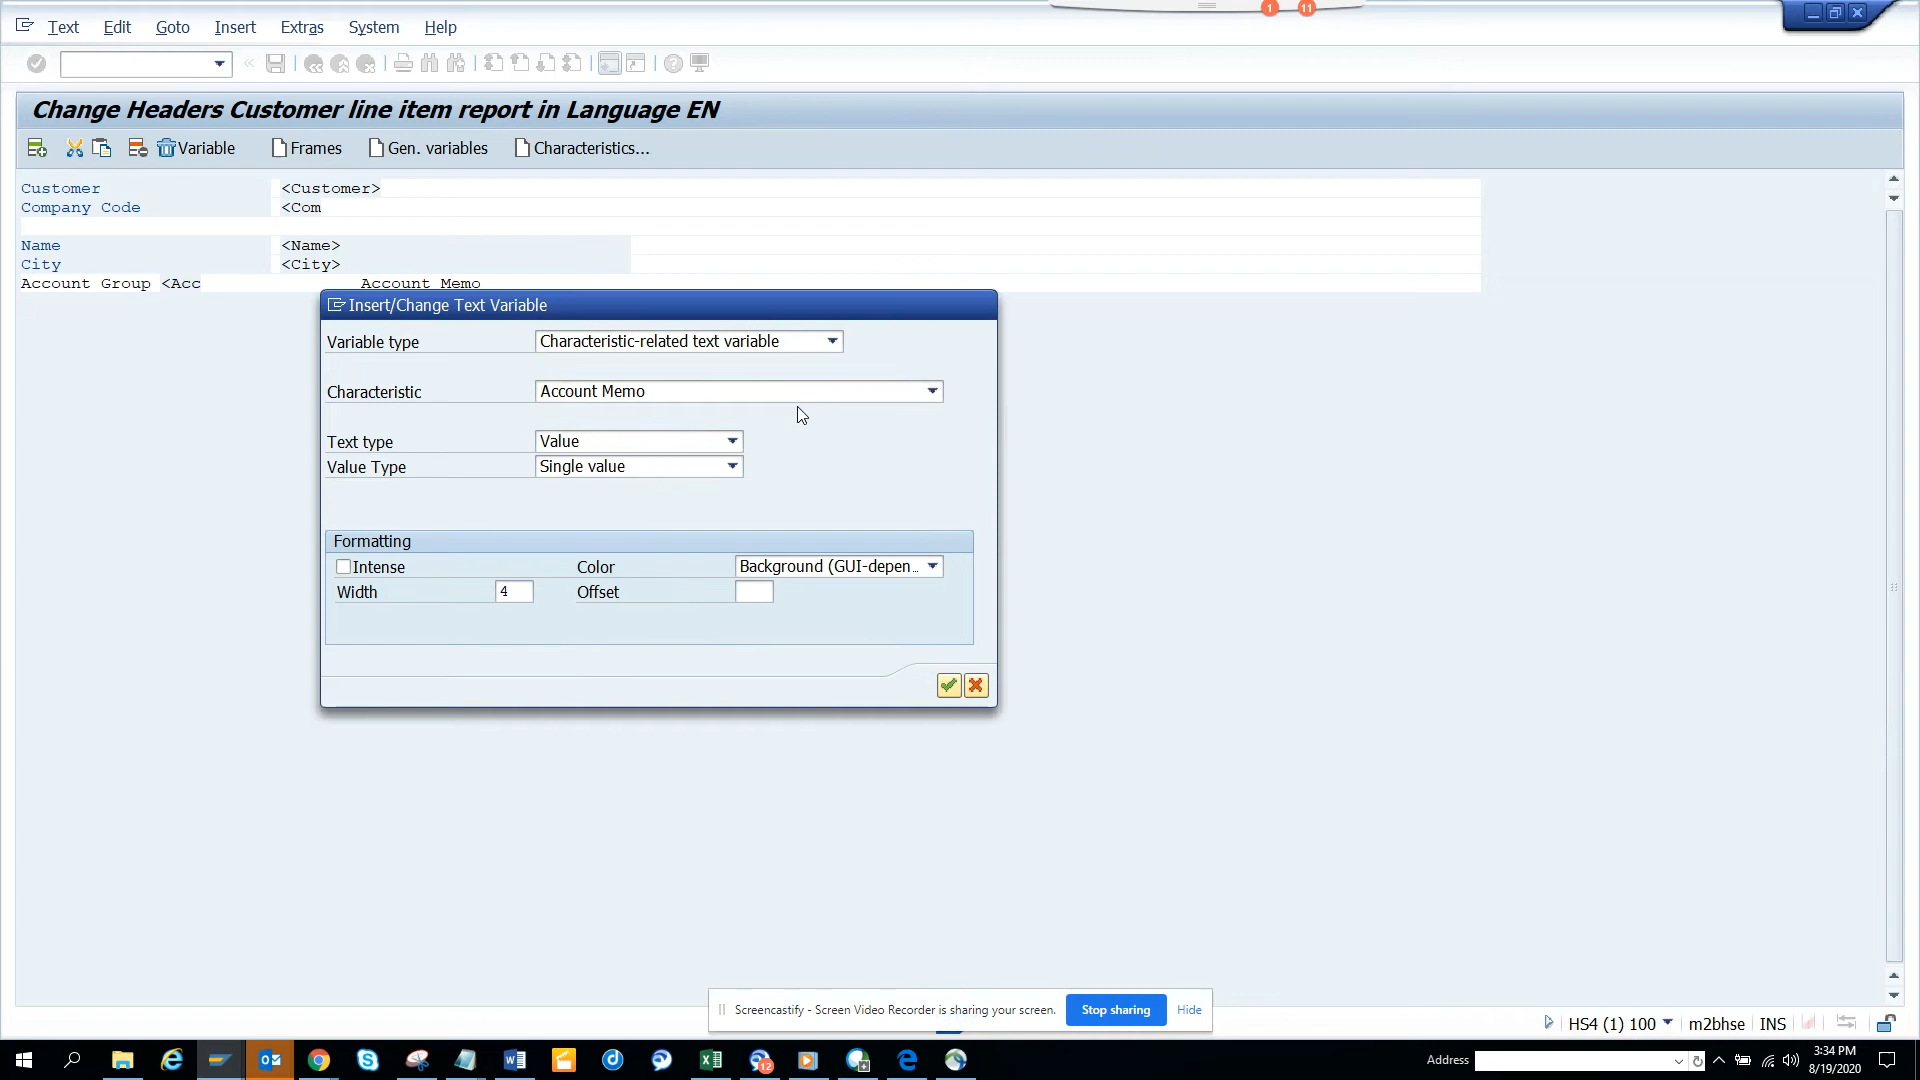 1 11
Text Edit Goto Insert Extras System Help
Change Headers Customer line item report in Language EN
Variable Frames Gen. variables Characteristics...
Customer <Customer>
Company Code <Com
Name <Name>
City <City>
Account Group <Acc Account Memo
Insert/Change Text Variable
Variable type Characteristic-related text variable
Characteristic Account Memo
Text type Value
Value Type Single value
Formatting
Intense Color Background (GUI-depen...
Width 4 Offset
Screencastify - Screen Video Recorder is sharing your screen. Stop sharing Hide
HS4 (1) 100 m2bhse INS
12 Address 3:34 PM
8/19/2020